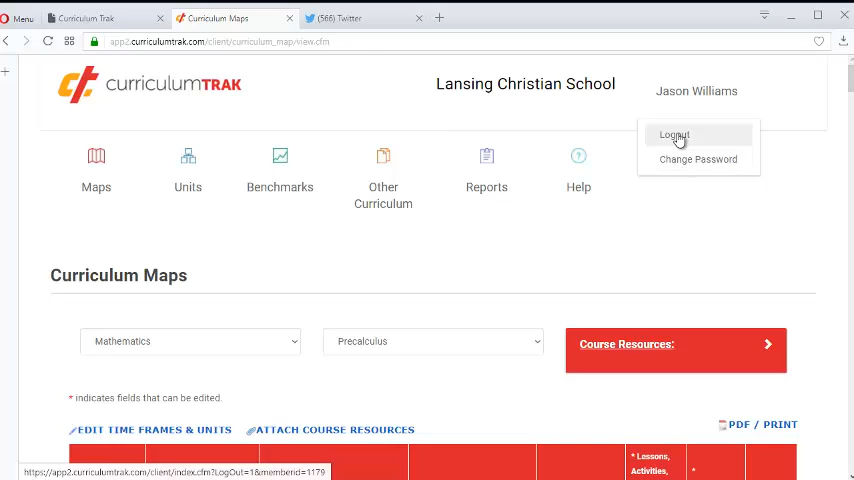 Menu
Curriculum Trak
Curriculum Maps
(566) Twitter
app2.curriculumtrak.com/client/curriculum_map/view.cfm
curriculumTRAK
Lansing Christian School
Jason Williams
Logout
Change Password
Maps
Units
Benchmarks
Other
Curriculum
Reports
Help
Curriculum Maps
Mathematics
Precalculus
Course Resources:
* indicates fields that can be edited.
EDIT TIME FRAMES & UNITS
ATTACH COURSE RESOURCES
PDF / PRINT
* Lessons,
Activities,
*
https://app2.curriculumtrak.com/client/index.cfm?LogOut=1&memberid=1179